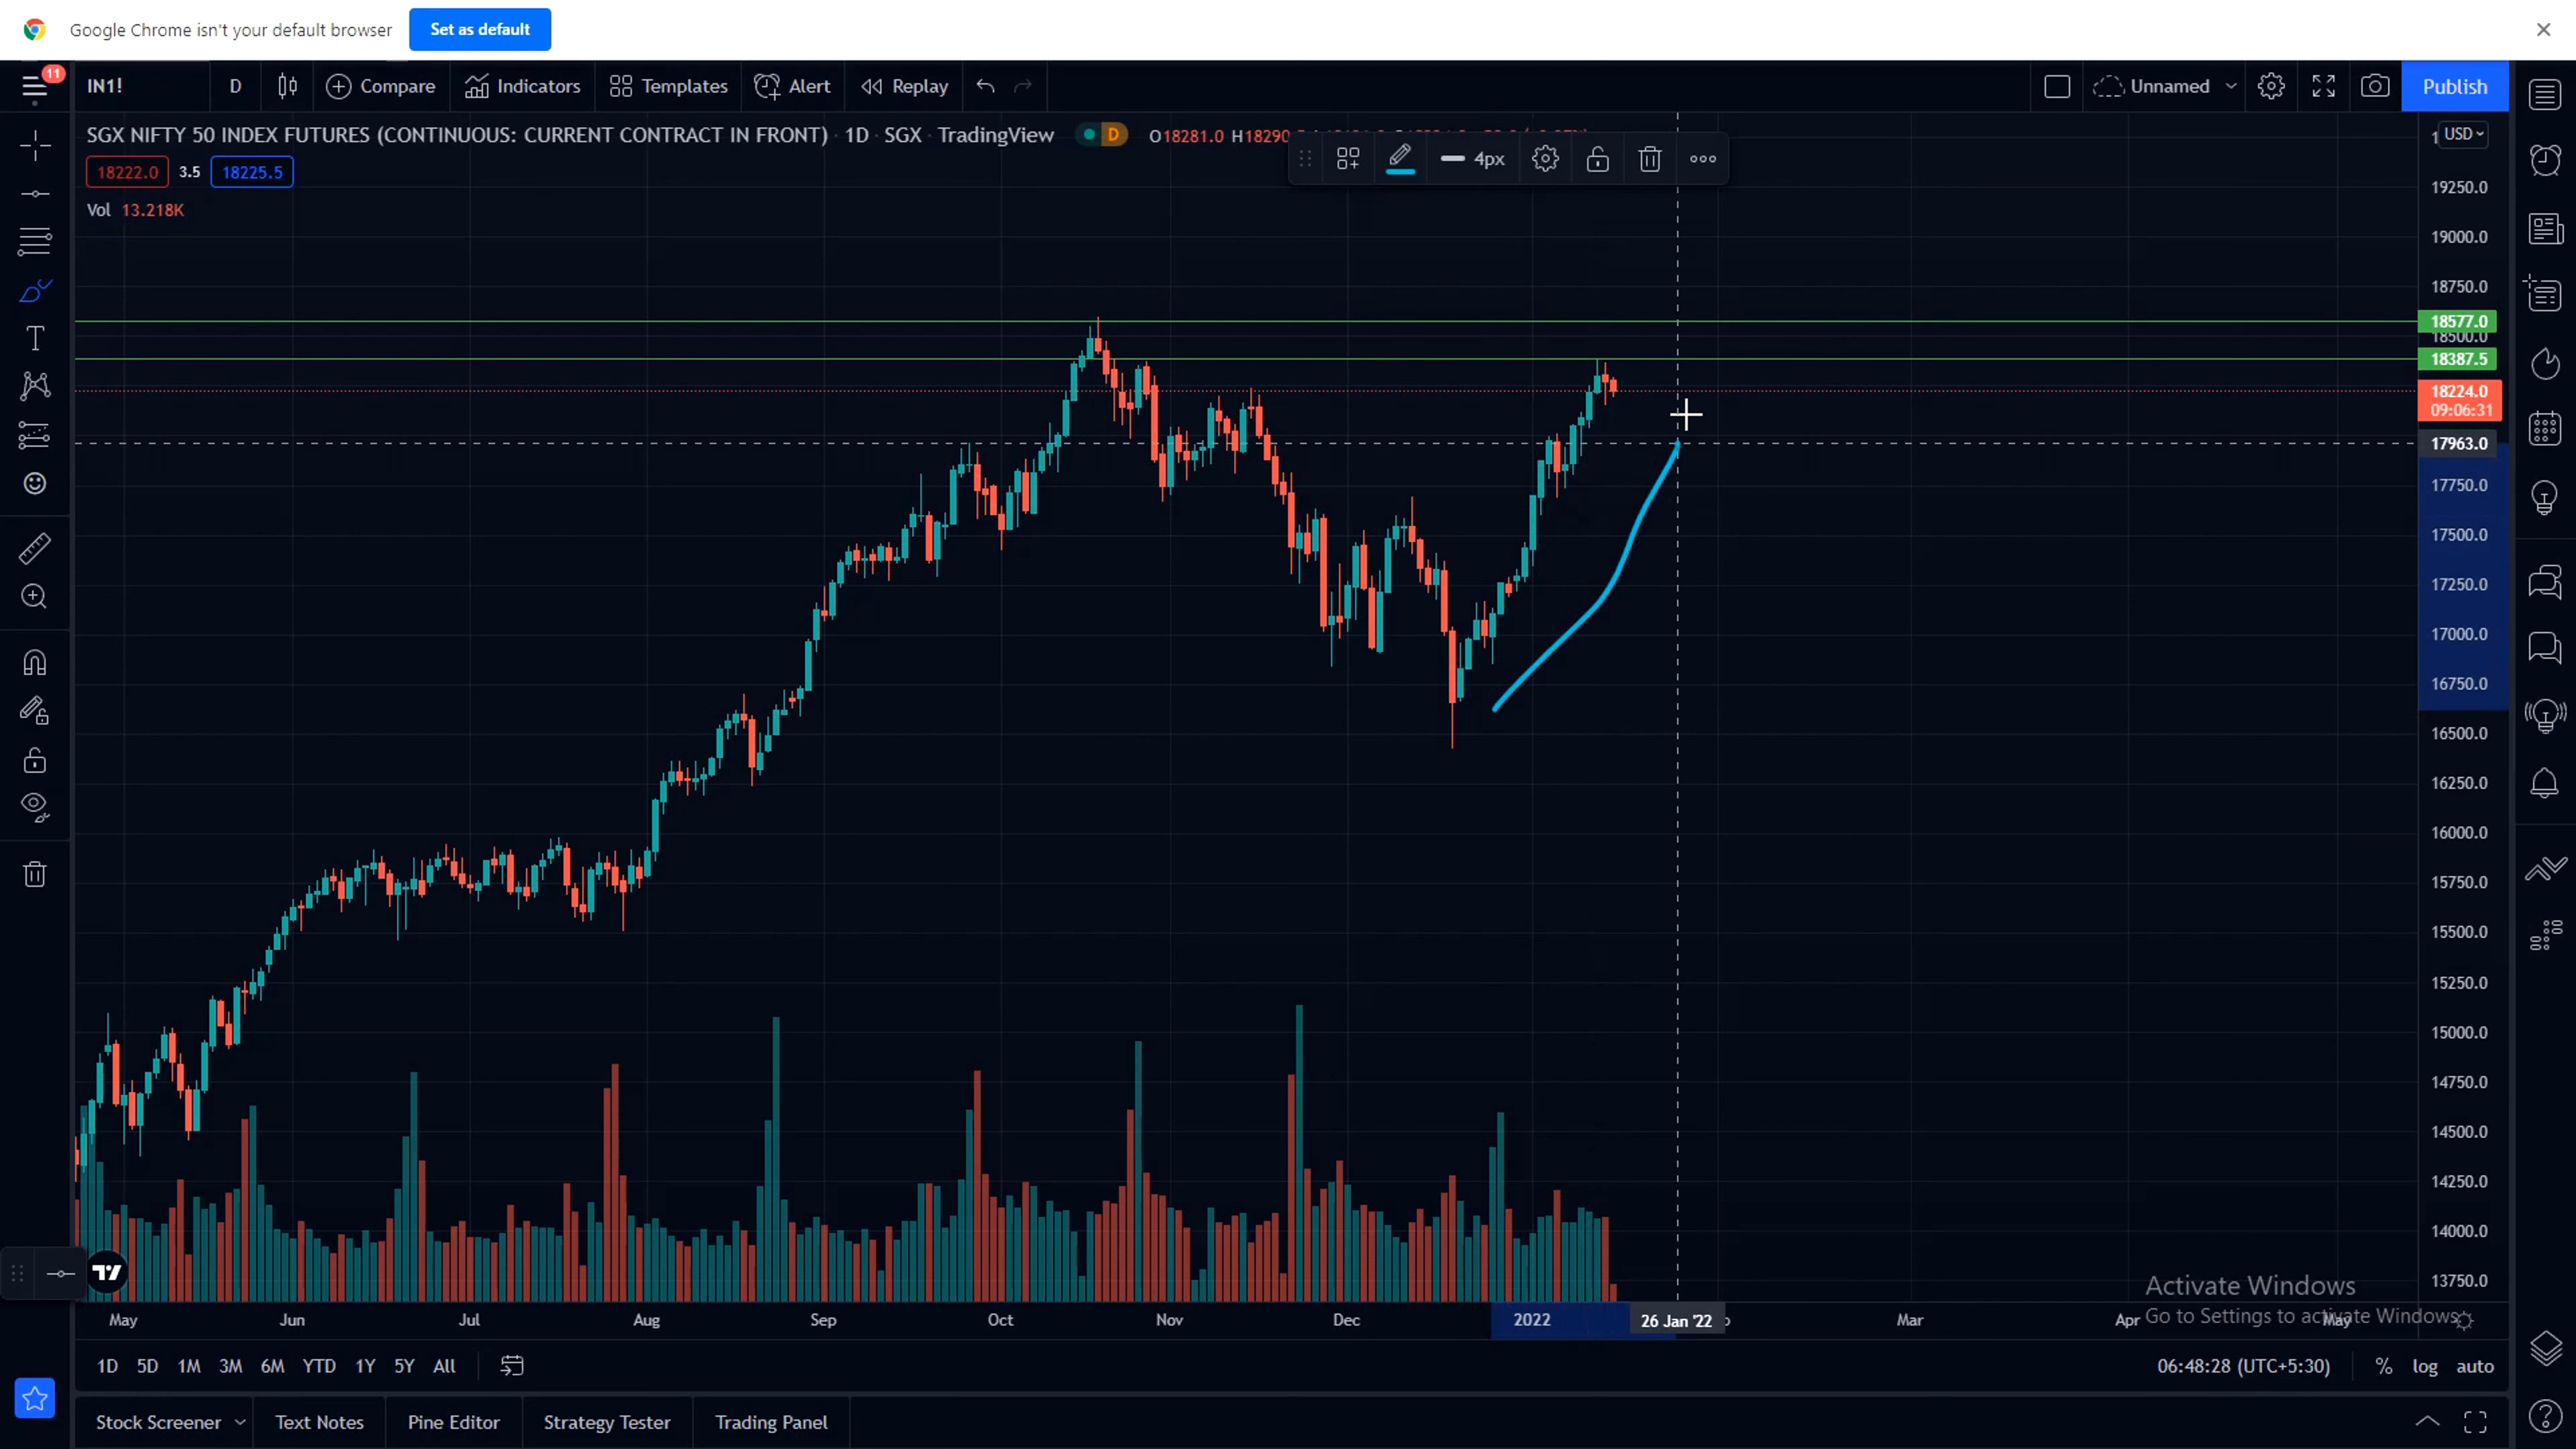 Google Chrome isn't your default browser Set as default
11
IN1! D Compare Indicators Templates Alert Replay Unnamed Publish
SGX NIFTY 50 INDEX FUTURES (CONTINUOUS: CURRENT CONTRACT IN FRONT) · 1D · SGX · TradingView D O18281.0 H18290
USD
4px
18222.0 3.5 18225.5
Vol 13.218K
19250.0
19000.0
18750.0
18577.0
18500.0
18387.5
18224.0
09:06:31
17963.0
17750.0
17500.0
17250.0
17000.0
16750.0
16500.0
16250.0
16000.0
15750.0
15500.0
15250.0
15000.0
14750.0
14500.0
14250.0
14000.0
13750.0
Activate Windows
Go to Settings to activate Windows.
May Jun Jul Aug Sep Oct Nov Dec 2022 26 Jan '22 Mar Apr May
1D 5D 1M 3M 6M YTD 1Y 5Y All 06:48:28 (UTC+5:30) % log auto
Stock Screener Text Notes Pine Editor Strategy Tester Trading Panel